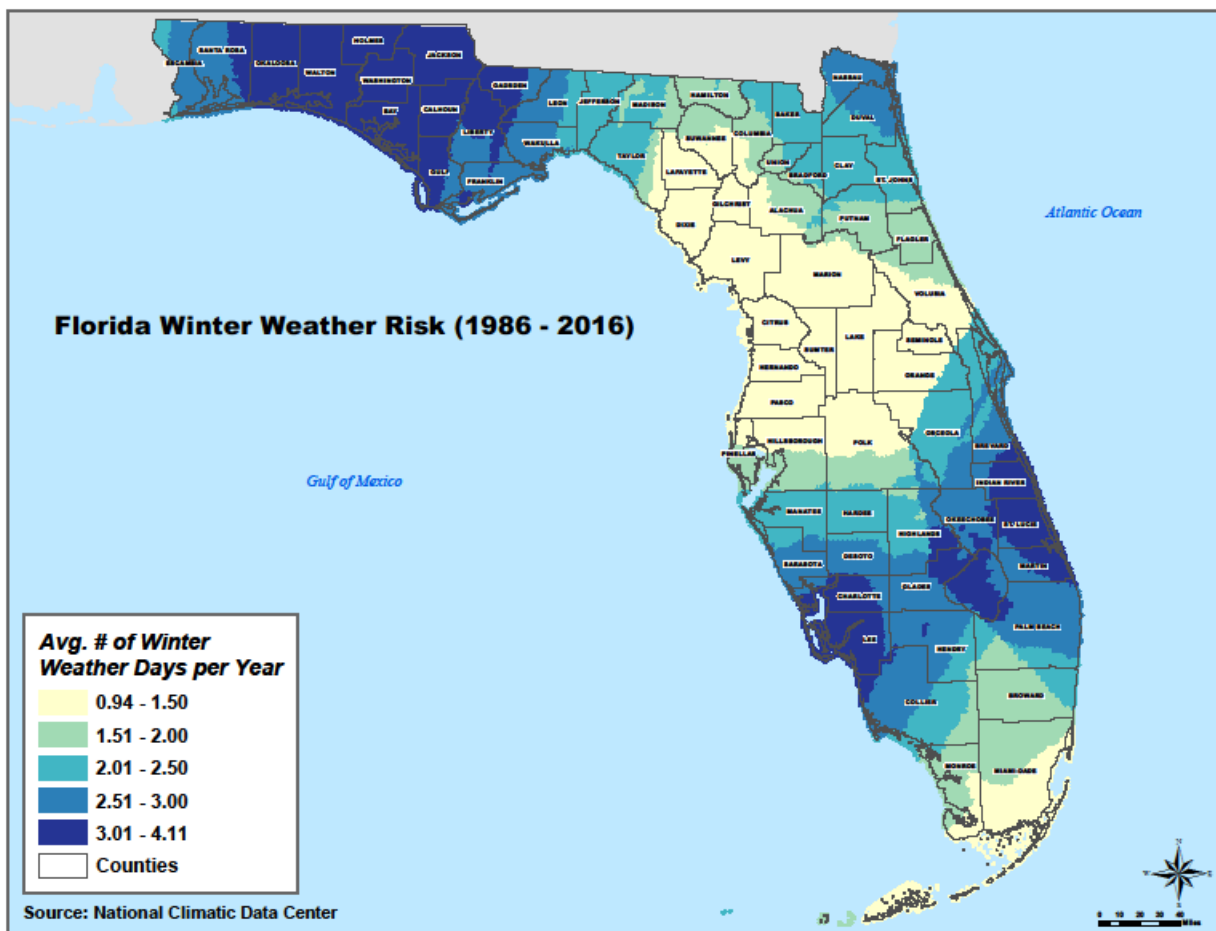 HOLMES
SANTA ROSA
JACKSON
ESCAMBIA
OKALOOSA
WALTON
WASHINGTON
GADSDEN
NASSAU
BAY
CALHOUN
LEON
JEFFERSON
MADISON
HAMILTON
BAKER
DUVAL
LIBERTY
WAKULLA
SUWANNEE
COLUMBIA
TAYLOR
UNION
BRADFORD
CLAY
GULF
FRANKLIN
LAFAYETTE
ST. JOHNS
GILCHRIST
ALACHUA
PUTNAM
Atlantic Ocean
DIXIE
FLAGLER
LEVY
MARION
VOLUSIA
Florida Winter Weather Risk (1986 - 2016)
CITRUS
SUMTER
LAKE
SEMINOLE
HERNANDO
ORANGE
PASCO
OSCEOLA
HILLSBOROUGH
POLK
BREVARD
PINELLAS
Gulf of Mexico
INDIAN RIVER
MANATEE
HARDEE
OKEECHOBEE
ST. LUCIE
HIGHLANDS
SARASOTA
DESOTO
MARTIN
GLADES
CHARLOTTE
PALM BEACH
LEE
HENDRY
COLLIER
BROWARD
MONROE
MIAMI-DADE
Avg. # of Winter
Weather Days per Year
0.94 - 1.50
1.51 - 2.00
2.01 - 2.50
2.51 - 3.00
3.01 - 4.11
Counties
Source: National Climatic Data Center
N
W
E
S
0 10 20 30 40
Miles